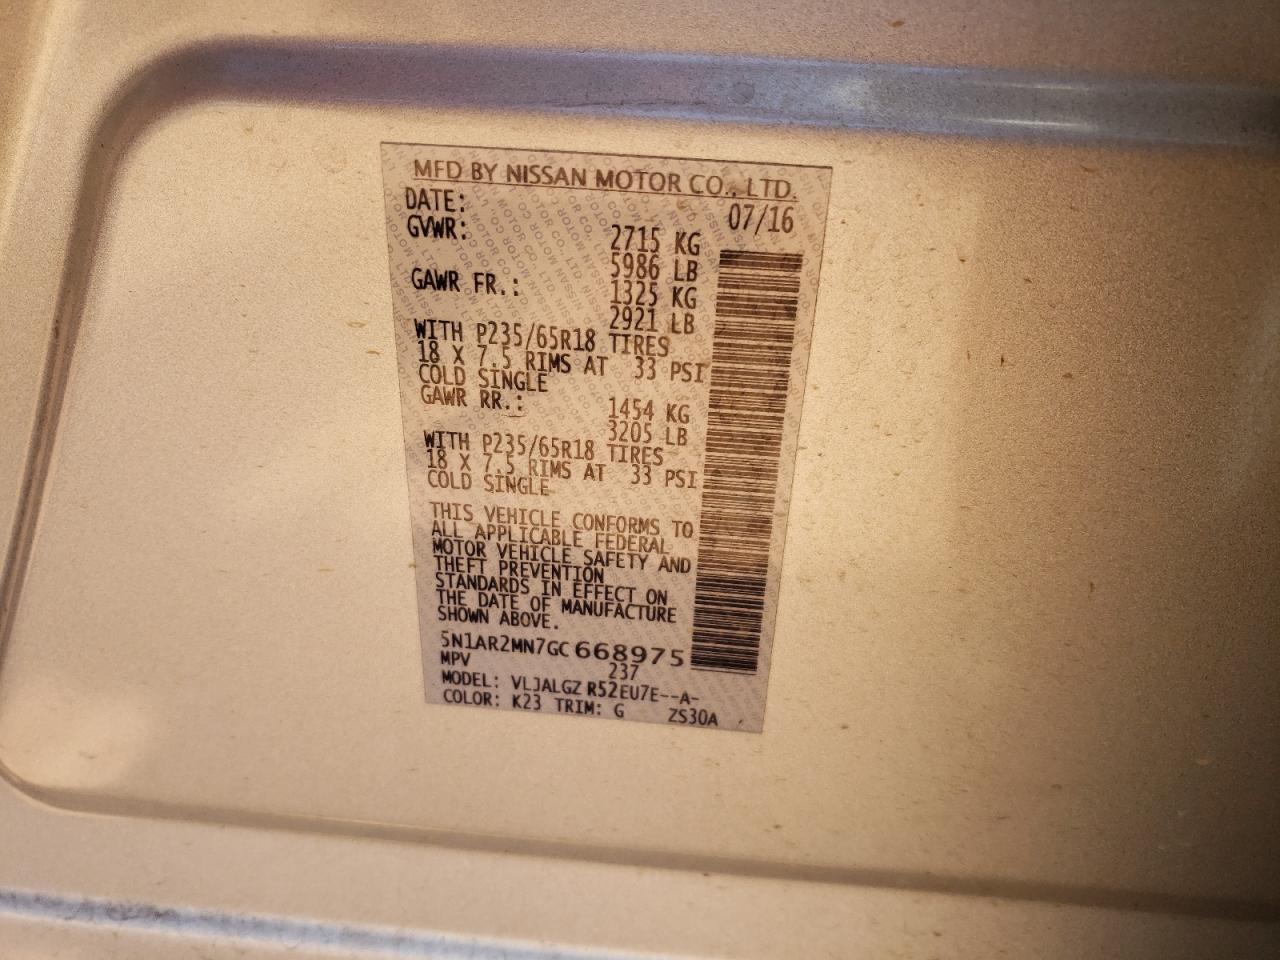 MFD BY NISSAN MOTOR CO., LTD.
DATE: 07/16
GVWR: 2715 KG
5986 LB
GAWR FR.: 1325 KG
2921 LB
WITH P235/65R18 TIRES
18 X 7.5 RIMS AT 33 PSI
COLD SINGLE
GAWR RR.: 1454 KG
3205 LB
WITH P235/65R18 TIRES
18 X 7.5 RIMS AT 33 PSI
COLD SINGLE
THIS VEHICLE CONFORMS TO
ALL APPLICABLE FEDERAL
MOTOR VEHICLE SAFETY AND
THEFT PREVENTION
STANDARDS IN EFFECT ON
THE DATE OF MANUFACTURE
SHOWN ABOVE.
5N1AR2MN7GC668975
MPV 237
MODEL: VLJALGZ R52EU7E--A-
COLOR: K23 TRIM: G ZS30A